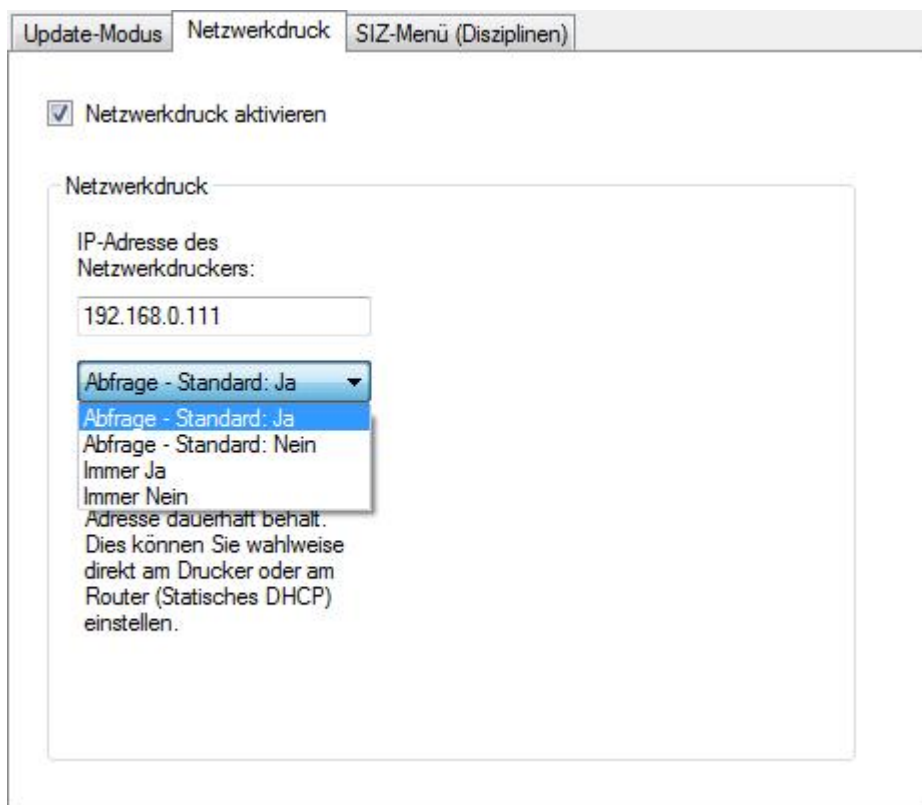 Update-Modus Netzwerkdruck SIZ-Menü (Disziplinen)
Netzwerkdruck aktivieren
Netzwerkdruck
IP-Adresse des
Netzwerkdruckers:
192.168.0.111
Abfrage - Standard: Ja
Abfrage - Standard: Ja
Abfrage - Standard: Nein
Immer Ja
Immer Nein
Adresse dauerhaft behält.
Dies können Sie wahlweise
direkt am Drucker oder am
Router (Statisches DHCP)
einstellen.